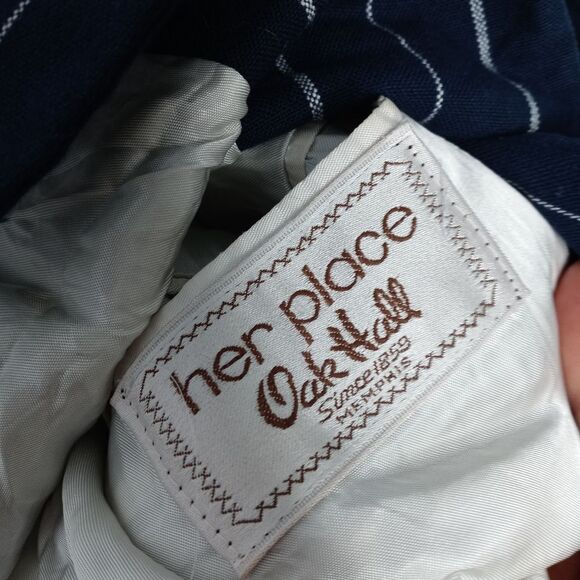 her place
Oak Hall
Since 1859
MEMPHIS